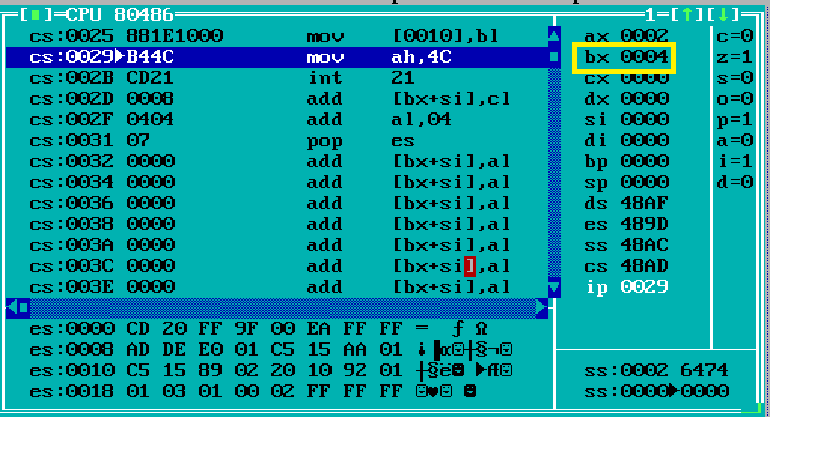 [■]=CPU 80486 1=[↑][↓]
cs:0025 881E1000 mov [0010],bl ax 0002 c=0
cs:0029►B44C mov ah,4C bx 0004 z=1
cs:002B CD21 int 21 cx 0000 s=0
cs:002D 0008 add [bx+si],cl dx 0000 o=0
cs:002F 0404 add al,04 si 0000 p=1
cs:0031 07 pop es di 0000 a=0
cs:0032 0000 add [bx+si],al bp 0000 i=1
cs:0034 0000 add [bx+si],al sp 0000 d=0
cs:0036 0000 add [bx+si],al ds 48AF
cs:0038 0000 add [bx+si],al es 489D
cs:003A 0000 add [bx+si],al ss 48AC
cs:003C 0000 add [bx+si],al cs 48AD
cs:003E 0000 add [bx+si],al ip 0029
es:0000 CD 20 FF 9F 00 EA FF FF = ƒ Ω
es:0008 AD DE E0 01 C5 15 AA 01 ¡▐α☺┼§¬☺
es:0010 C5 15 89 02 20 10 92 01 ┼§ë☻ ►Æ☺ ss:0002 6474
es:0018 01 03 01 00 02 FF FF FF ☺♥☺ ☻ ss:0000►0000